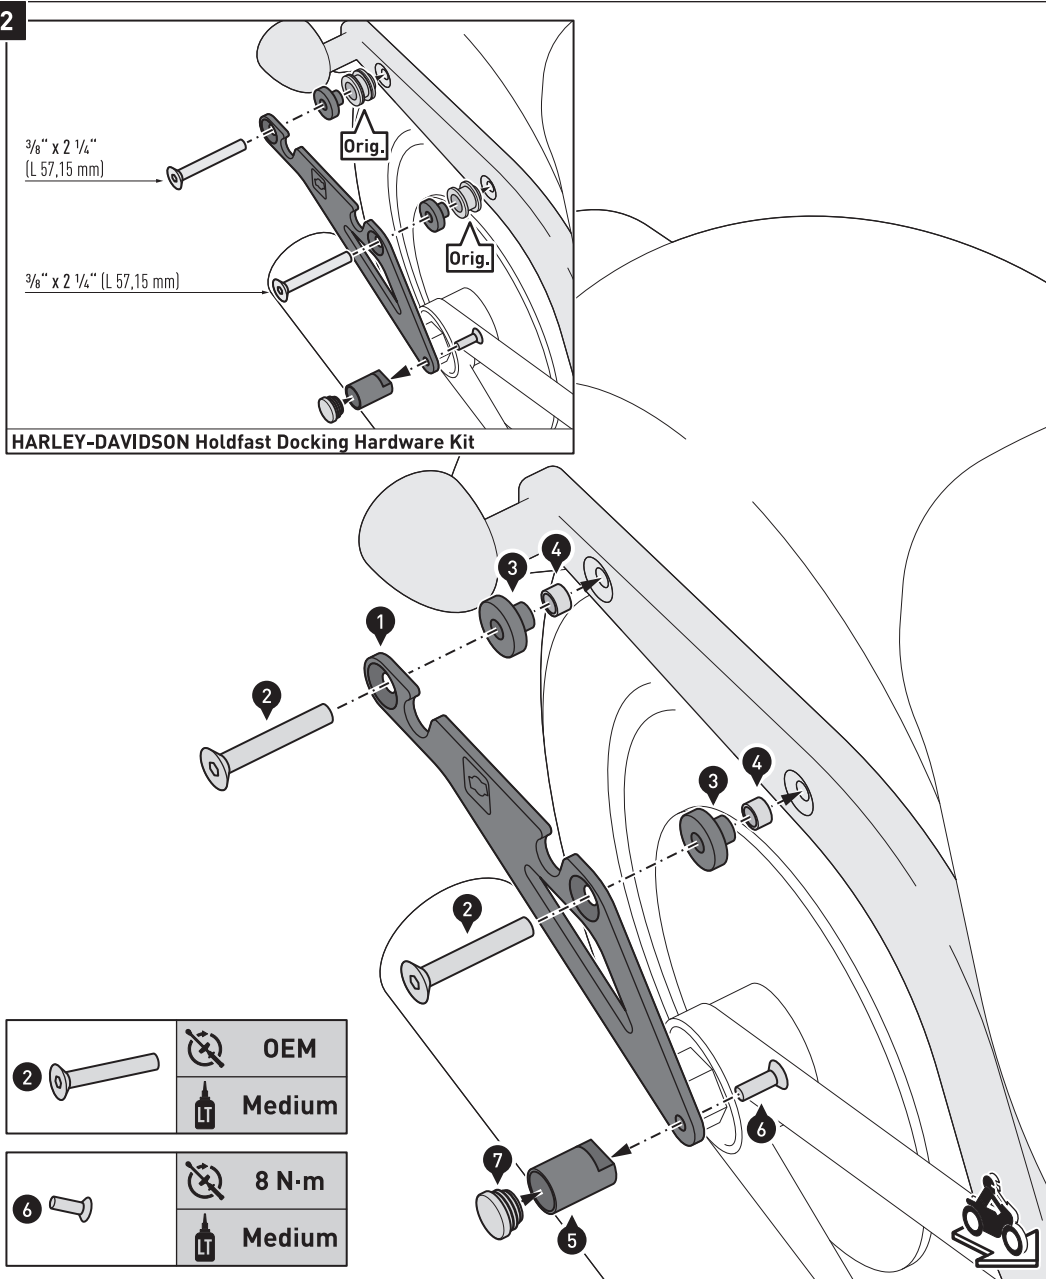 2
3/8“ x 2 1/4“
(L 57,15 mm)
Orig.
3/8“ x 2 1/4“ (L 57,15 mm)
Orig.
HARLEY-DAVIDSON Holdfast Docking Hardware Kit
4
3
1
2
4
3
2
2
OEM
LT
Medium
6
7
5
6
8 N·m
LT
Medium